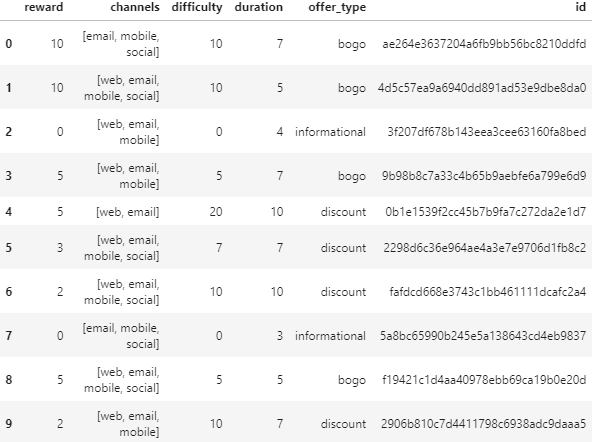 reward channels difficulty duration offer_type id
0 10 [email, mobile, social] 10 7 bogo ae264e3637204a6fb9bb56bc8210ddfd
1 10 [web, email, mobile, social] 10 5 bogo 4d5c57ea9a6940dd891ad53e9dbe8da0
2 0 [web, email, mobile] 0 4 informational 3f207df678b143eea3cee63160fa8bed
3 5 [web, email, mobile] 5 7 bogo 9b98b8c7a33c4b65b9aebfe6a799e6d9
4 5 [web, email] 20 10 discount 0b1e1539f2cc45b7b9fa7c272da2e1d7
5 3 [web, email, mobile, social] 7 7 discount 2298d6c36e964ae4a3e7e9706d1fb8c2
6 2 [web, email, mobile, social] 10 10 discount fafdcd668e3743c1bb461111dcafc2a4
7 0 [email, mobile, social] 0 3 informational 5a8bc65990b245e5a138643cd4eb9837
8 5 [web, email, mobile, social] 5 5 bogo f19421c1d4aa40978ebb69ca19b0e20d
9 2 [web, email, mobile] 10 7 discount 2906b810c7d4411798c6938adc9daaa5